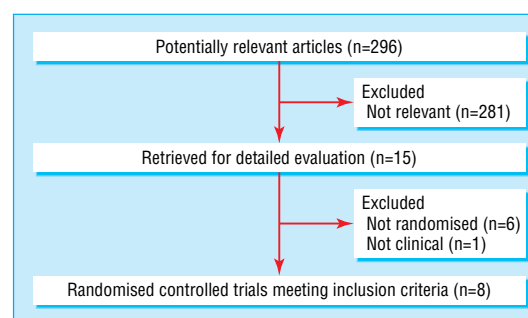 Potentially relevant articles (n=296)
Excluded
Not relevant (n=281)
Retrieved for detailed evaluation (n=15)
Excluded
Not randomised (n=6)
Not clinical (n=1)
Randomised controlled trials meeting inclusion criteria (n=8)